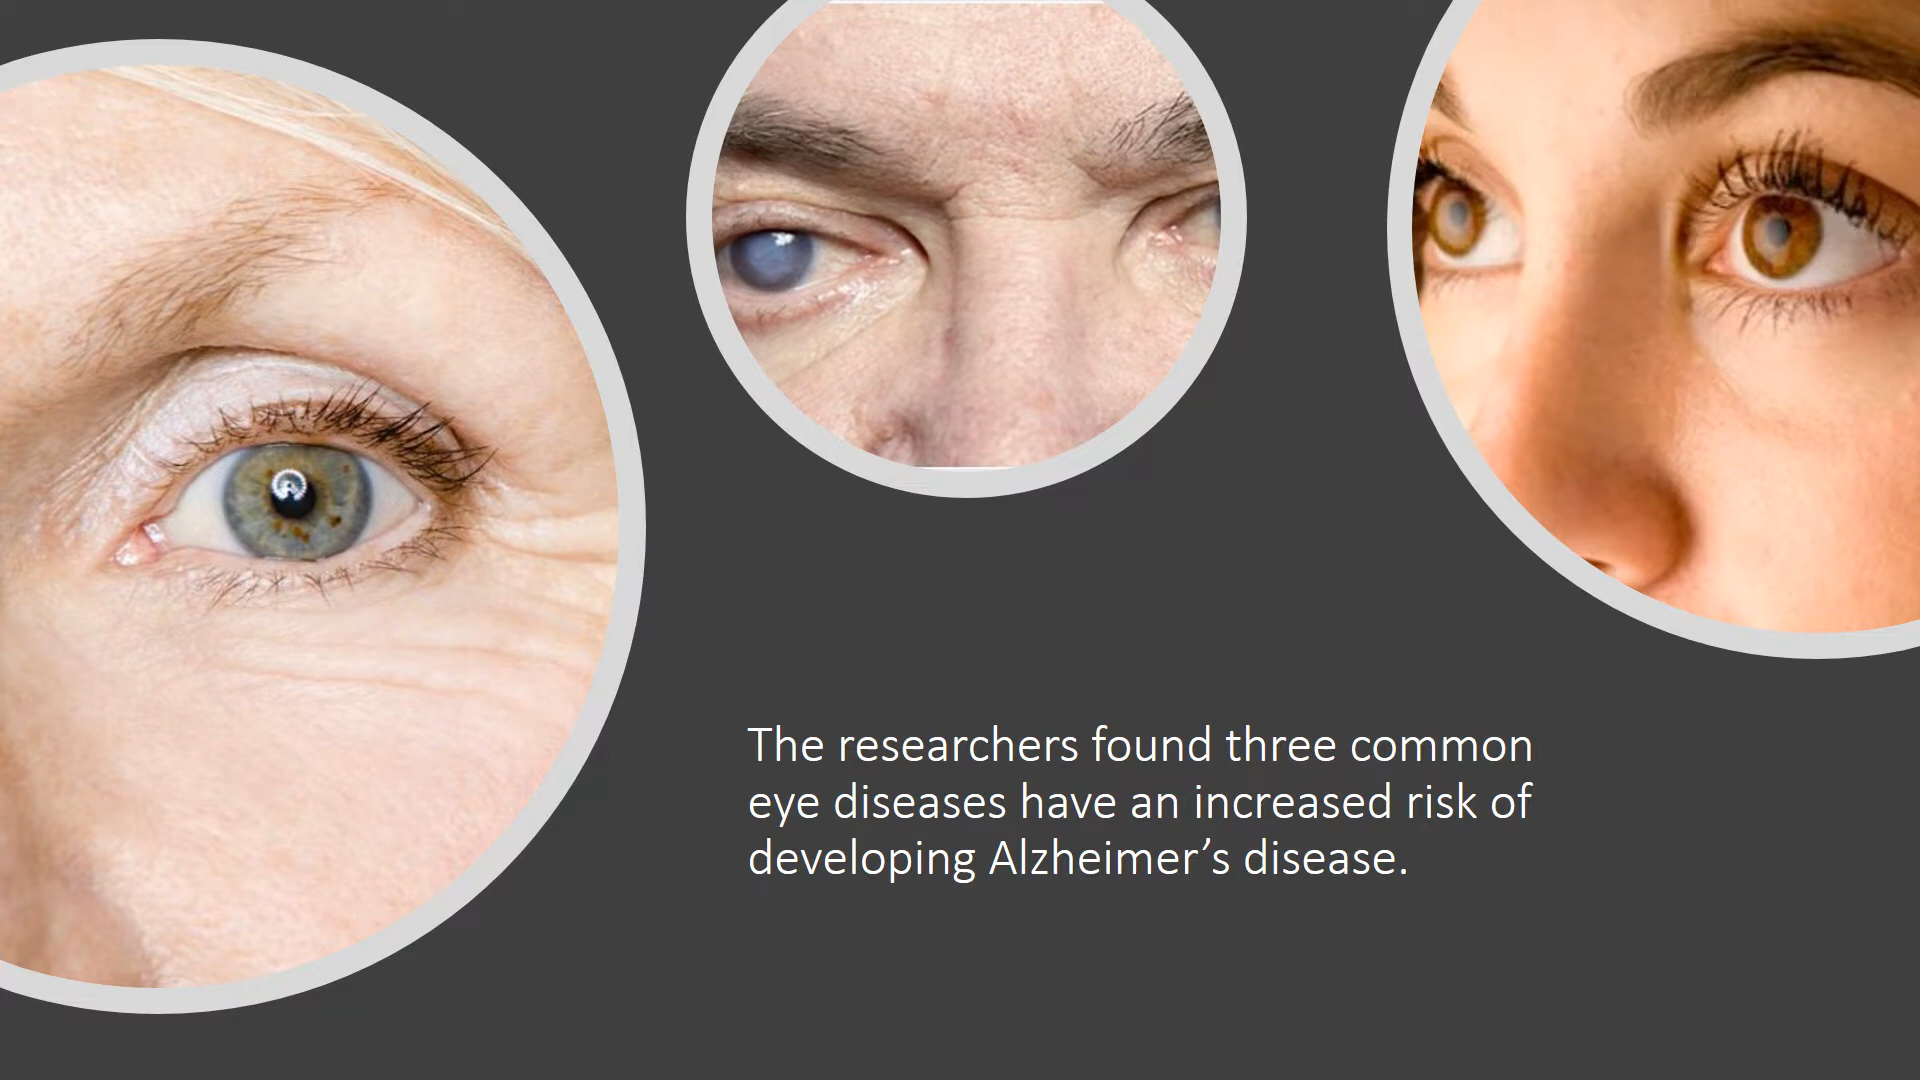 The researchers found three common
eye diseases have an increased risk of
developing Alzheimer’s disease.